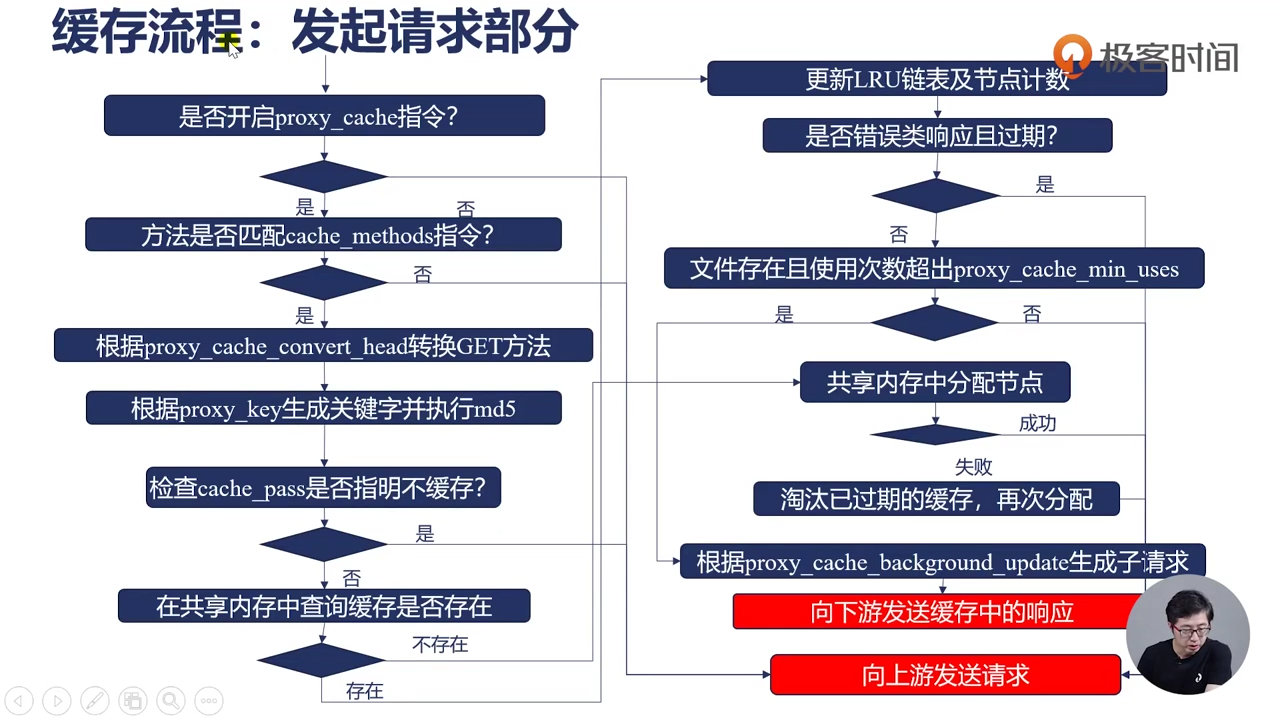 缓存流程：发起请求部分
极客时间
是否开启proxy_cache指令？
是
否
方法是否匹配cache_methods指令？
否
是
根据proxy_cache_convert_head转换GET方法
根据proxy_key生成关键字并执行md5
检查cache_pass是否指明不缓存？
是
否
在共享内存中查询缓存是否存在
不存在
存在
更新LRU链表及节点计数
是否错误类响应且过期？
是
否
文件存在且使用次数超出proxy_cache_min_uses
是
否
共享内存中分配节点
成功
失败
淘汰已过期的缓存，再次分配
根据proxy_cache_background_update生成子请求
向下游发送缓存中的响应
向上游发送请求